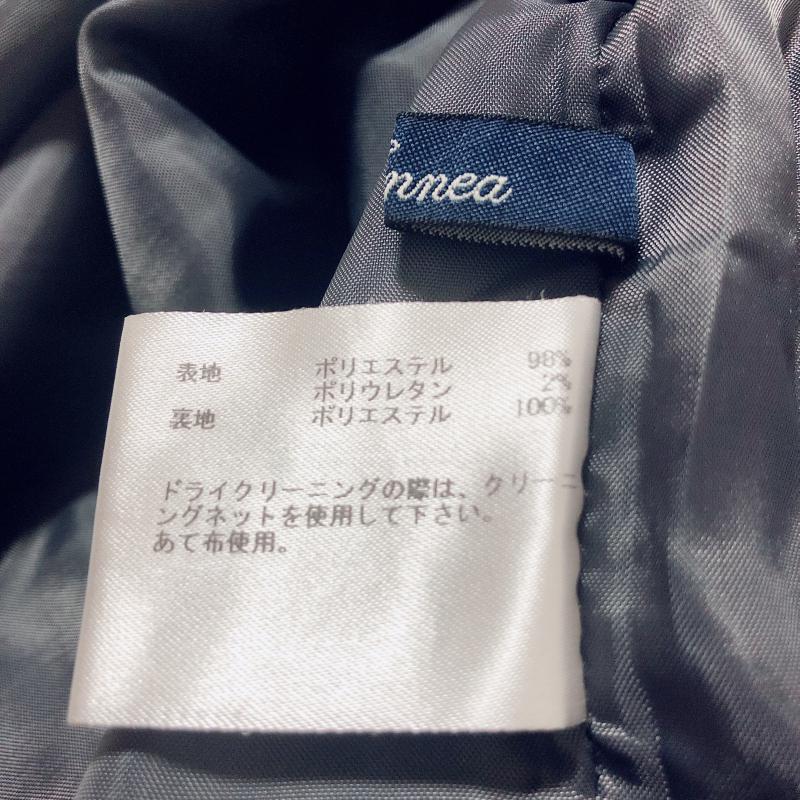 nnea
表地 ポリエステル 98%
ポリウレタン 2%
裏地 ポリエステル 100%
ドライクリーニングの際は、クリーニ
ングネットを使用して下さい。
あて布使用。